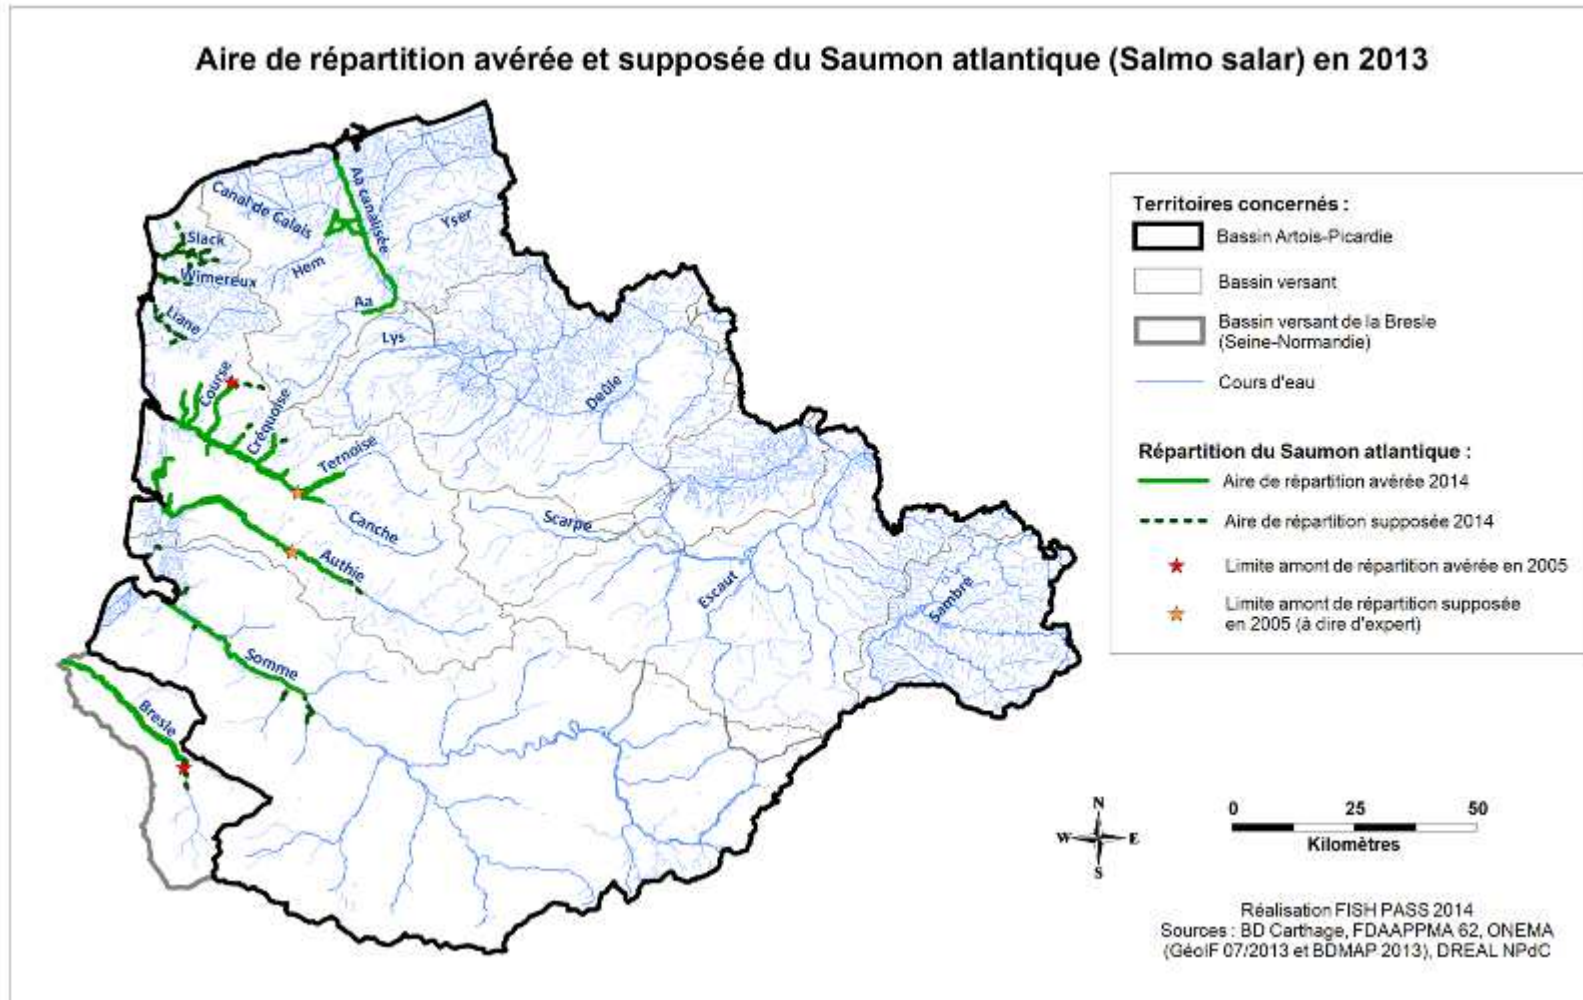 Aire de répartition avérée et supposée du Saumon atlantique (Salmo salar) en 2013
Canal de Calais
Aa canalisée
Yser
Slack
Hem
Wimereux
Aa
Liane
Lys
Course
Deûle
Créquoise
Ternoise
Canche
Scarpe
Authie
Escaut
Sambre
Somme
Bresle
Territoires concernés :
Bassin Artois-Picardie
Bassin versant
Bassin versant de la Bresle
(Seine-Normandie)
Cours d'eau
Répartition du Saumon atlantique :
Aire de répartition avérée 2014
Aire de répartition supposée 2014
Limite amont de répartition avérée en 2005
Limite amont de répartition supposée
en 2005 (à dire d'expert)
N
W E
S
0 25 50
Kilomètres
Réalisation FISH PASS 2014
Sources : BD Carthage, FDAAPPMA 62, ONEMA
(GéoIF 07/2013 et BDMAP 2013), DREAL NPdC